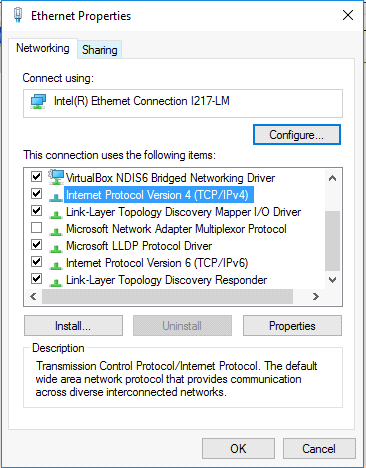 Ethernet Properties
Networking
Sharing
Connect using:
Intel(R) Ethernet Connection I217-LM
Configure...
This connection uses the following items:
VirtualBox NDIS6 Bridged Networking Driver
Internet Protocol Version 4 (TCP/IPv4)
Link-Layer Topology Discovery Mapper I/O Driver
Microsoft Network Adapter Multiplexor Protocol
Microsoft LLDP Protocol Driver
Internet Protocol Version 6 (TCP/IPv6)
Link-Layer Topology Discovery Responder
Install...
Uninstall
Properties
Description
Transmission Control Protocol/Internet Protocol. The default
wide area network protocol that provides communication
across diverse interconnected networks.
OK
Cancel